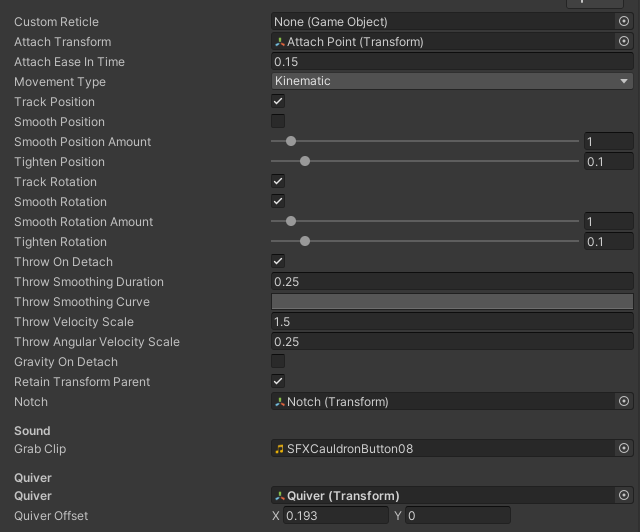 Custom Reticle None (Game Object)
Attach Transform Attach Point (Transform)
Attach Ease In Time 0.15
Movement Type Kinematic
Track Position
Smooth Position
Smooth Position Amount 1
Tighten Position 0.1
Track Rotation
Smooth Rotation
Smooth Rotation Amount 1
Tighten Rotation 0.1
Throw On Detach
Throw Smoothing Duration 0.25
Throw Smoothing Curve
Throw Velocity Scale 1.5
Throw Angular Velocity Scale 0.25
Gravity On Detach
Retain Transform Parent
Notch Notch (Transform)
Sound
Grab Clip SFXCauldronButton08
Quiver
Quiver Quiver (Transform)
Quiver Offset X 0.193 Y 0